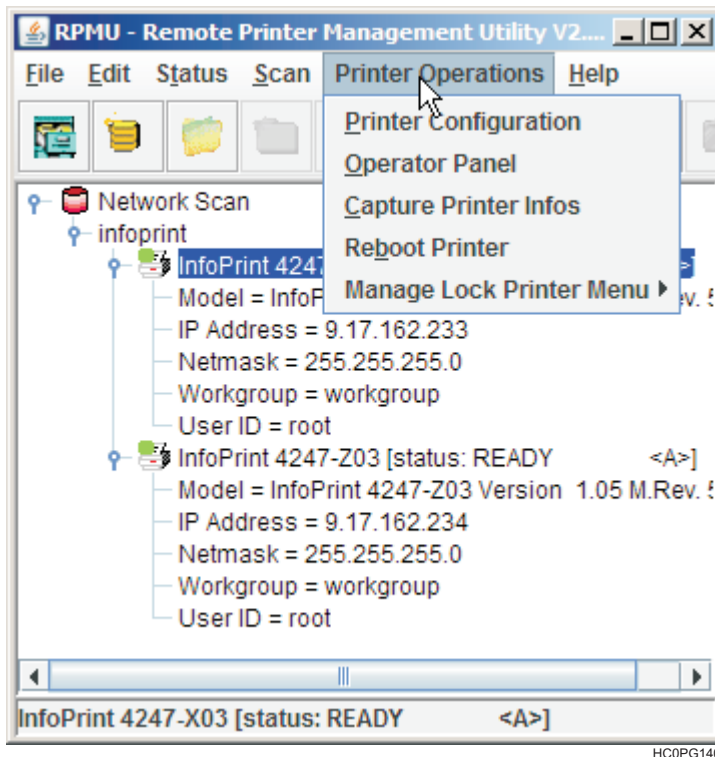 RPMU - Remote Printer Management Utility V2....
File Edit Status Scan Printer Operations Help
Printer Configuration
Operator Panel
Capture Printer Infos
Reboot Printer
Manage Lock Printer Menu
Network Scan
infoprint
InfoPrint 4247
Model = InfoP
IP Address = 9.17.162.233
Netmask = 255.255.255.0
Workgroup = workgroup
User ID = root
InfoPrint 4247-Z03 [status: READY <A>]
Model = InfoPrint 4247-Z03 Version 1.05 M.Rev. 5
IP Address = 9.17.162.234
Netmask = 255.255.255.0
Workgroup = workgroup
User ID = root
InfoPrint 4247-X03 [status: READY <A>]
HC0PG140